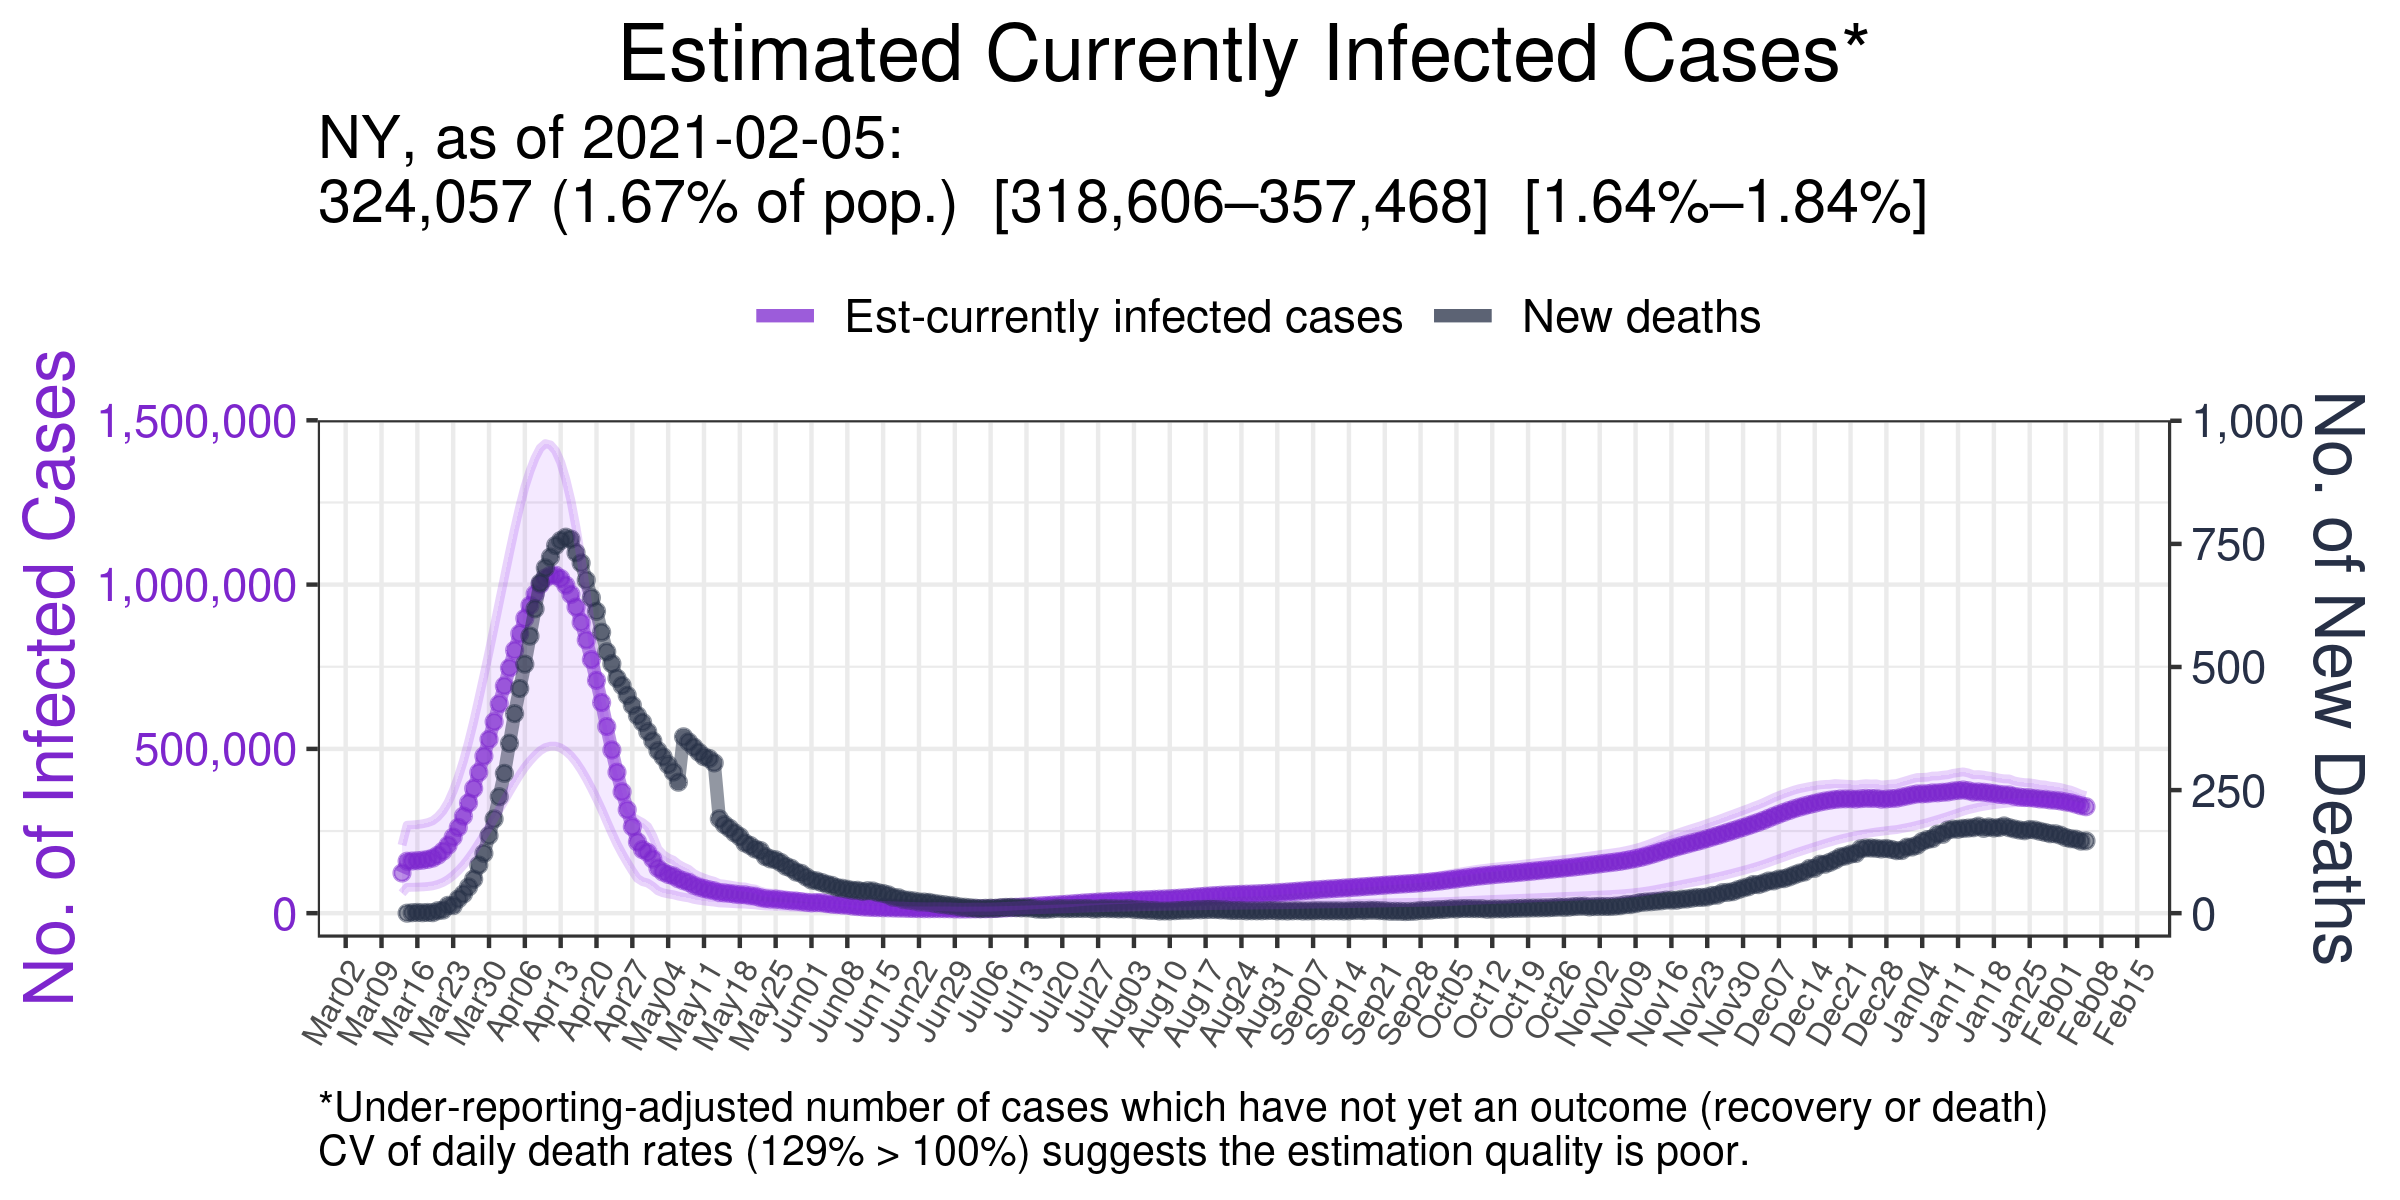 Estimated Currently Infected Cases*
NY, as of 2021-02-05:
324,057 (1.67% of pop.)  [318,606–357,468]  [1.64%–1.84%]
Est-currently infected cases
New deaths
No. of Infected Cases
1,500,000
1,000,000
500,000
0
1,000
750
500
250
0
No. of New Deaths
Mar02
Mar09
Mar16
Mar23
Mar30
Apr06
Apr13
Apr20
Apr27
May04
May11
May18
May25
Jun01
Jun08
Jun15
Jun22
Jun29
Jul06
Jul13
Jul20
Jul27
Aug03
Aug10
Aug17
Aug24
Aug31
Sep07
Sep14
Sep21
Sep28
Oct05
Oct12
Oct19
Oct26
Nov02
Nov09
Nov16
Nov23
Nov30
Dec07
Dec14
Dec21
Dec28
Jan04
Jan11
Jan18
Jan25
Feb01
Feb08
Feb15
*Under-reporting-adjusted number of cases which have not yet an outcome (recovery or death)
CV of daily death rates (129% > 100%) suggests the estimation quality is poor.